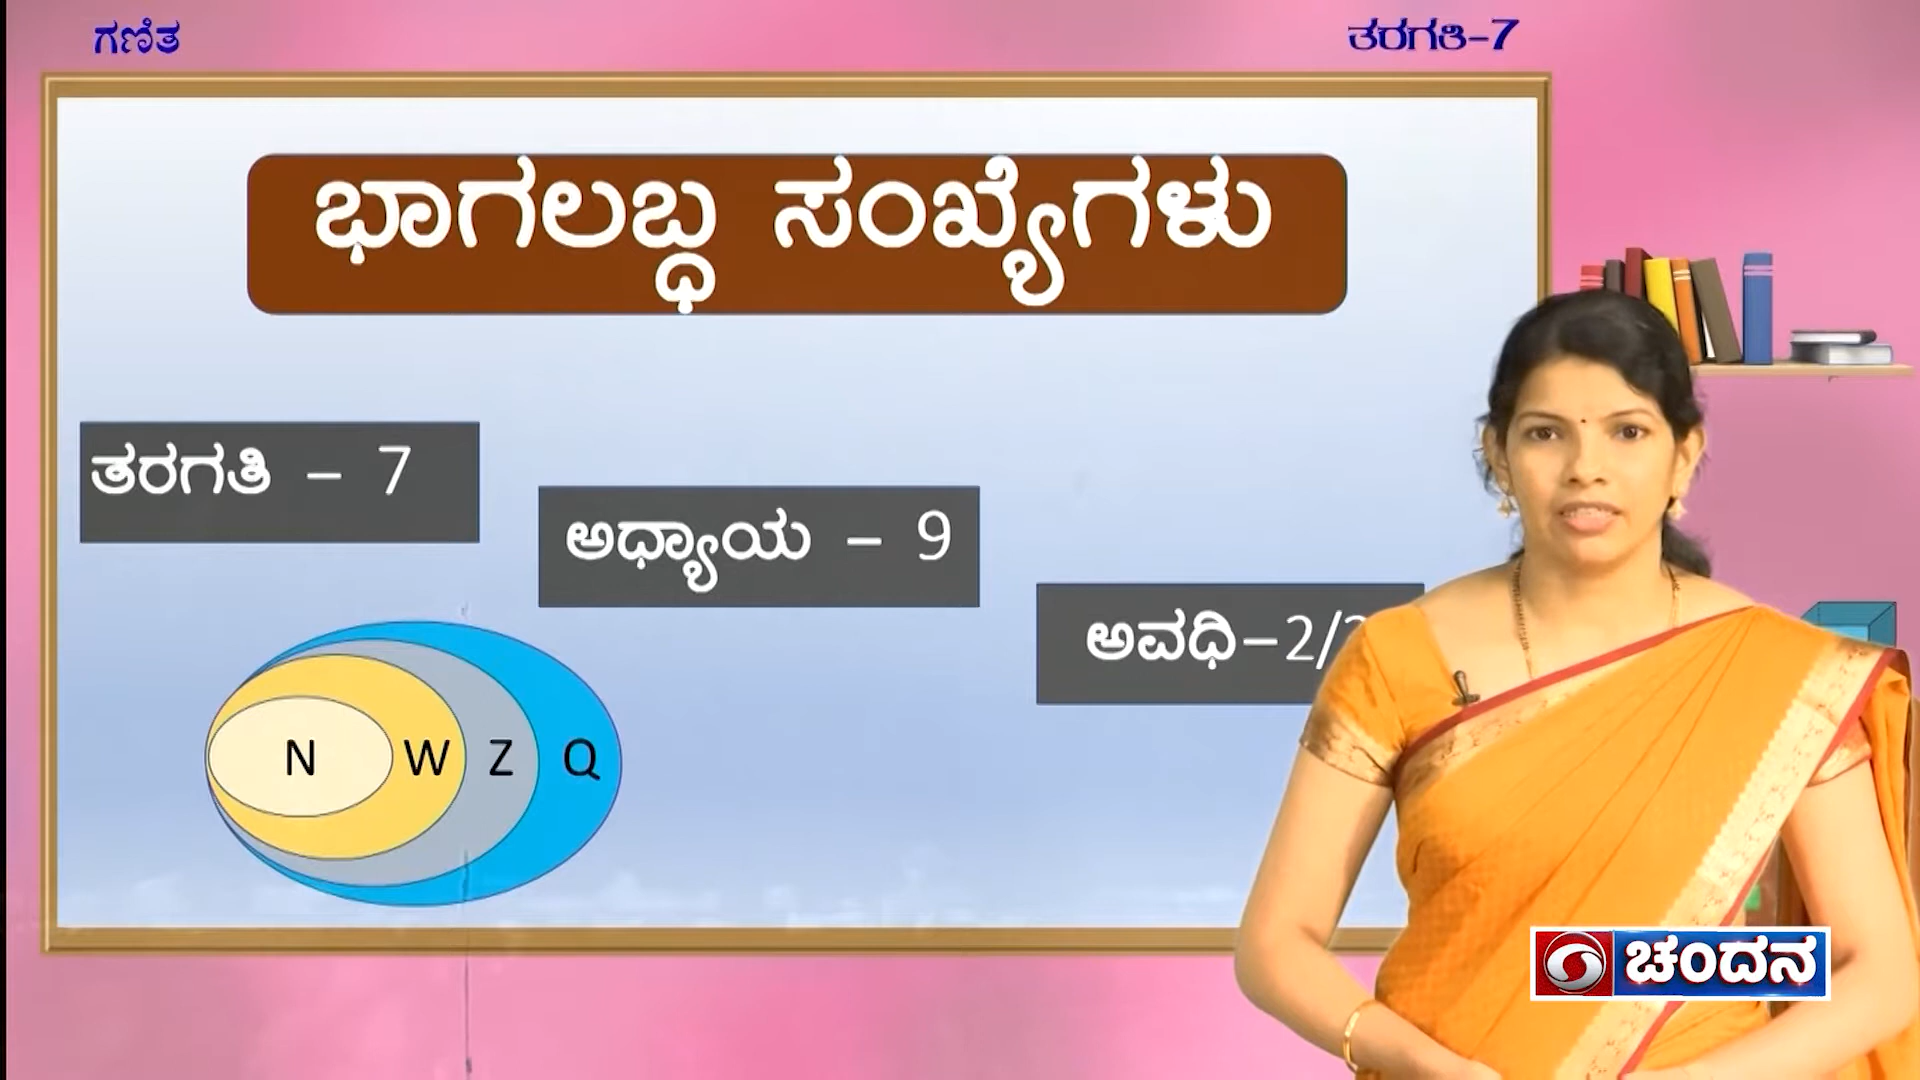 ಗಣಿತ
ತರಗತಿ-7
ಭಾಗಲಬ್ಧ ಸಂಖ್ಯೆಗಳು
ತರಗತಿ - 7
ಅಧ್ಯಾಯ - 9
ಅವಧಿ-2/
N W Z Q
ಚಂದನ